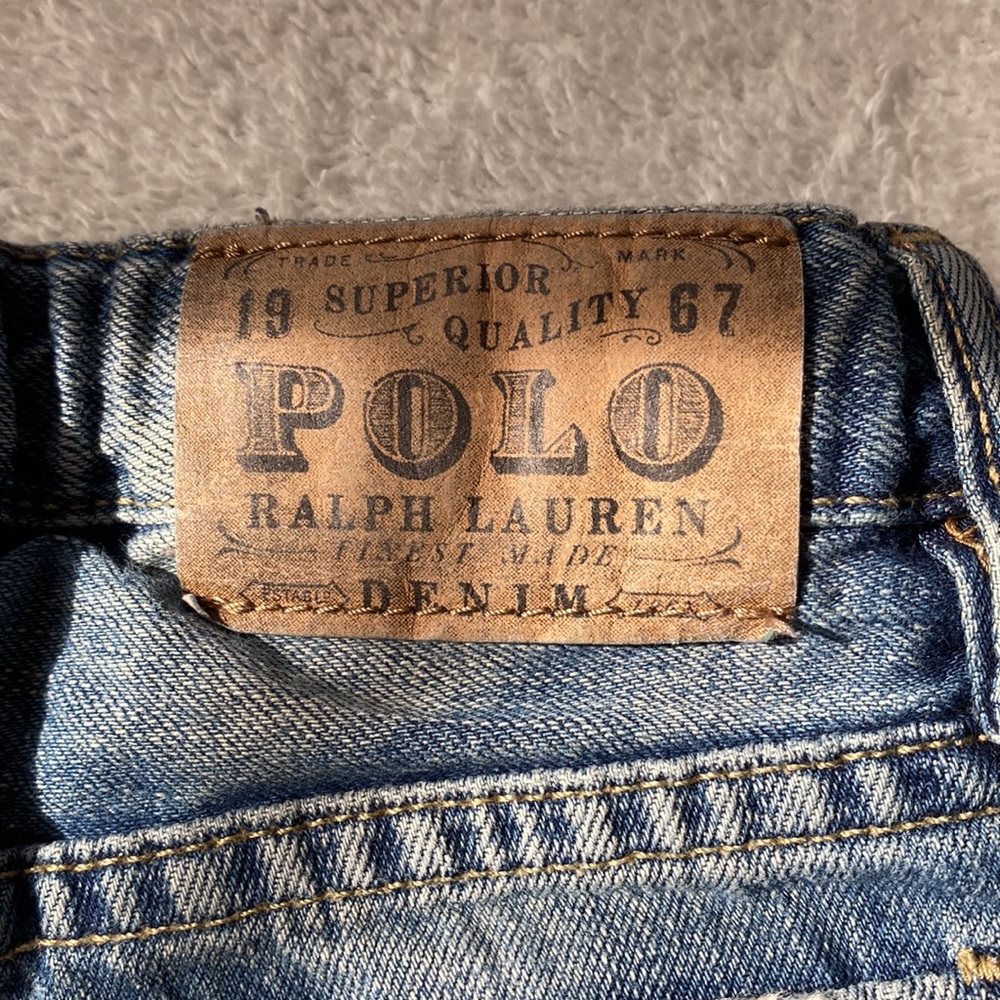 TRADE MARK
19 SUPERIOR QUALITY 67
POLO
RALPH LAUREN
FINEST MADE
DENIM